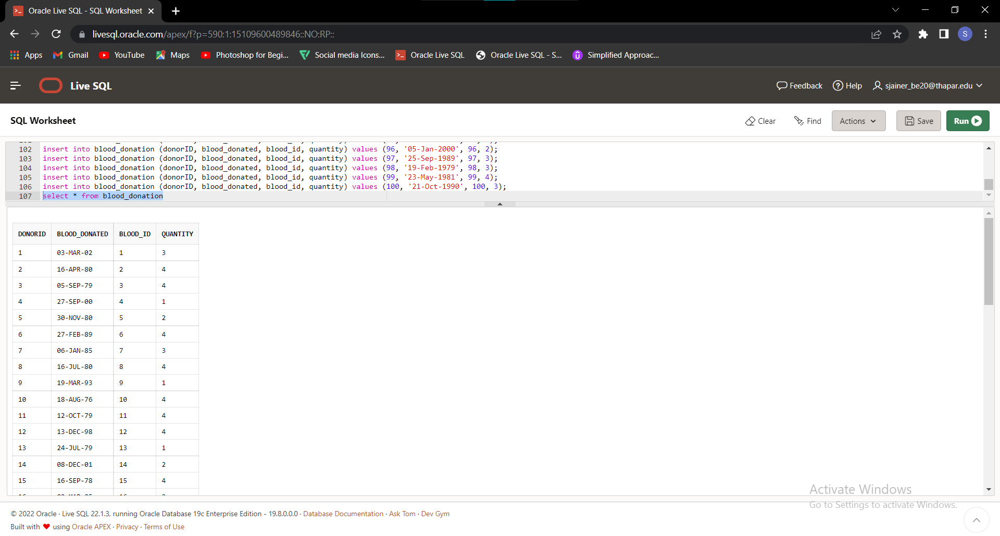 Oracle Live SQL - SQL Worksheet
livesql.oracle.com/apex/f?p=590:1:15109600489846::NO:RP::
S
Apps Gmail YouTube Maps Photoshop for Begi... Social media Icons... Oracle Live SQL Oracle Live SQL - S... Simplified Approac...
Live SQL
Feedback Help sjainer_be20@thapar.edu
SQL Worksheet
Clear Find Actions Save Run
102 insert into blood_donation (donorID, blood_donated, blood_id, quantity) values (96, '05-Jan-2000', 96, 2);
103 insert into blood_donation (donorID, blood_donated, blood_id, quantity) values (97, '25-Sep-1989', 97, 3);
104 insert into blood_donation (donorID, blood_donated, blood_id, quantity) values (98, '19-Feb-1979', 98, 3);
105 insert into blood_donation (donorID, blood_donated, blood_id, quantity) values (99, '23-May-1981', 99, 4);
106 insert into blood_donation (donorID, blood_donated, blood_id, quantity) values (100, '21-Oct-1990', 100, 3);
107 select * from blood_donation
DONORID BLOOD_DONATED BLOOD_ID QUANTITY
1 03-MAR-02 1 3
2 16-APR-80 2 4
3 05-SEP-79 3 4
4 27-SEP-00 4 1
5 30-NOV-80 5 2
6 27-FEB-89 6 4
7 06-JAN-85 7 3
8 16-JUL-80 8 4
9 19-MAR-93 9 1
10 18-AUG-76 10 4
11 12-OCT-79 11 4
12 13-DEC-98 12 4
13 24-JUL-79 13 1
14 08-DEC-01 14 2
15 16-SEP-78 15 4
Activate Windows
Go to Settings to activate Windows.
© 2022 Oracle · Live SQL 22.1.3, running Oracle Database 19c Enterprise Edition - 19.8.0.0.0 · Database Documentation · Ask Tom · Dev Gym
Built with ❤ using Oracle APEX · Privacy · Terms of Use